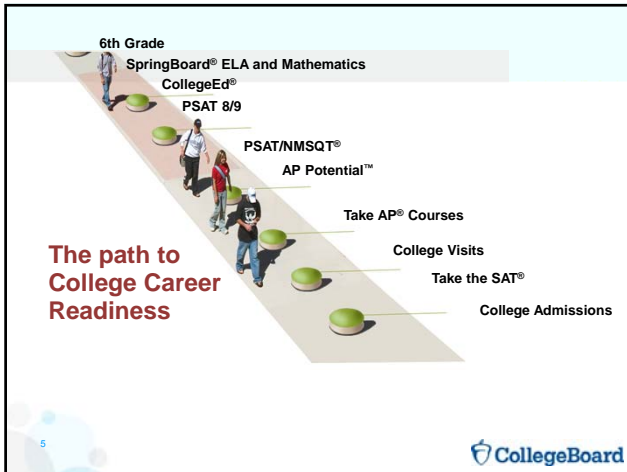 6th Grade
SpringBoard® ELA and Mathematics
CollegeEd®
PSAT 8/9
PSAT/NMSQT®
AP Potential™
Take AP® Courses
College Visits
Take the SAT®
College Admissions
The path to
College Career
Readiness
5
CollegeBoard